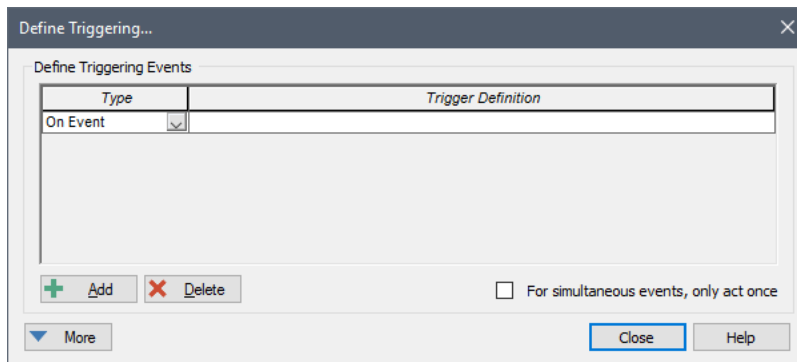 Define Triggering...
Define Triggering Events
Type Trigger Definition
On Event
Add Delete For simultaneous events, only act once
More Close Help